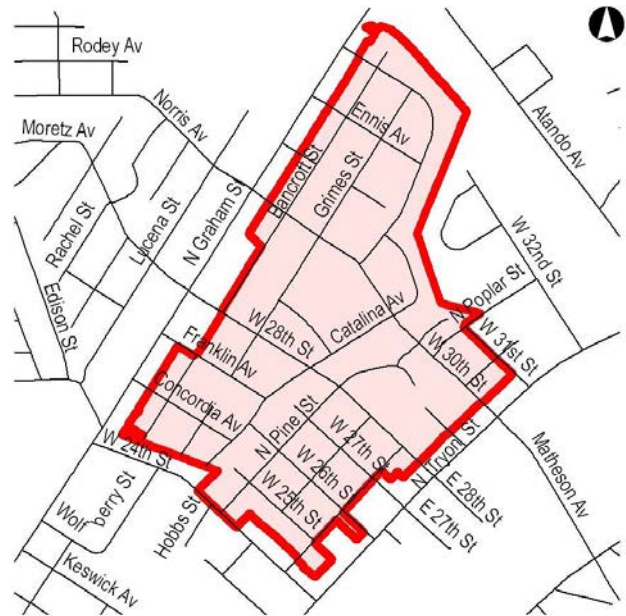 Rodey Av
Norris Av
Moretz Av
Ennis Av
Atando Av
Bancroft St
Grimes St
Rachel St
Lucena St
N Graham S
W 32nd St
Edison St
N Poplar St
W 28th St
Catalina Av
W 31st St
Franklin Av
W 30th St
Concordia Av
N Pine St
W 27th St
N Tryon St
Matheson Av
W 24th St
W 26th St
E 28th St
W 25th St
E 27th St
Hobbs St
Keswick Av